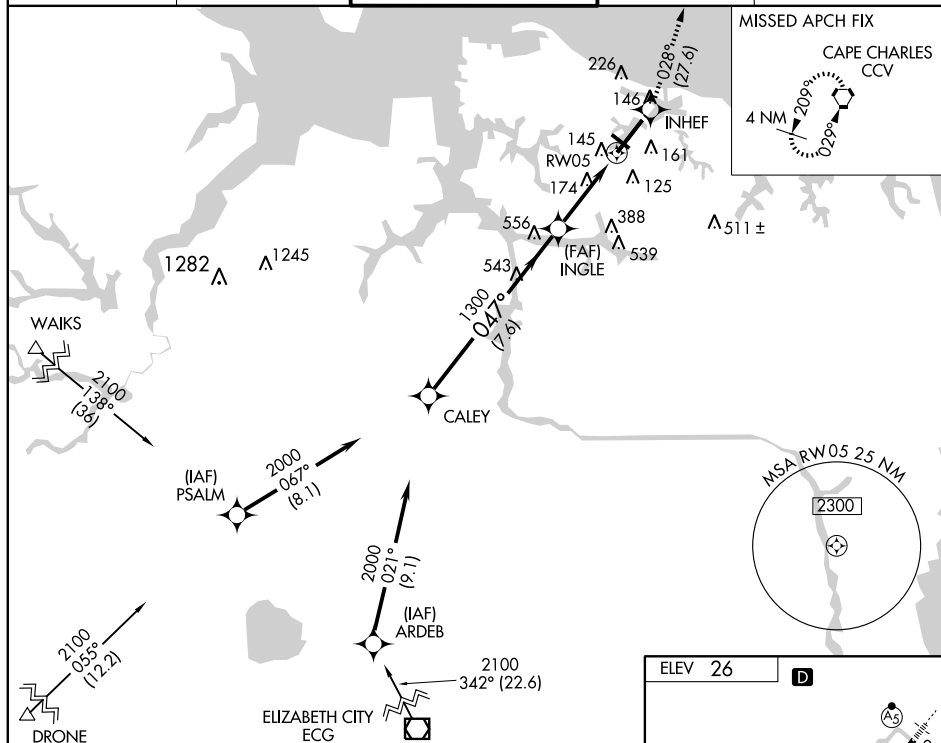 MISSED APCH FIX
CAPE CHARLES
CCV
4 NM
209°
029°
028°
(27.6)
226
146
INHEF
145
RW05
161
174
125
556
388
511 ±
(FAF)
INGLE
539
543
1282
1245
1300
047°
(7.6)
WAIKS
2100
138°
(36)
CALEY
(IAF)
PSALM
2000
067°
(8.1)
MSA RW05 25 NM
2300
2000
021°
(9.1)
(IAF)
ARDEB
2100
055°
(12.2)
2100
342° (22.6)
ELIZABETH CITY
ECG
DRONE
ELEV 26
D
A5